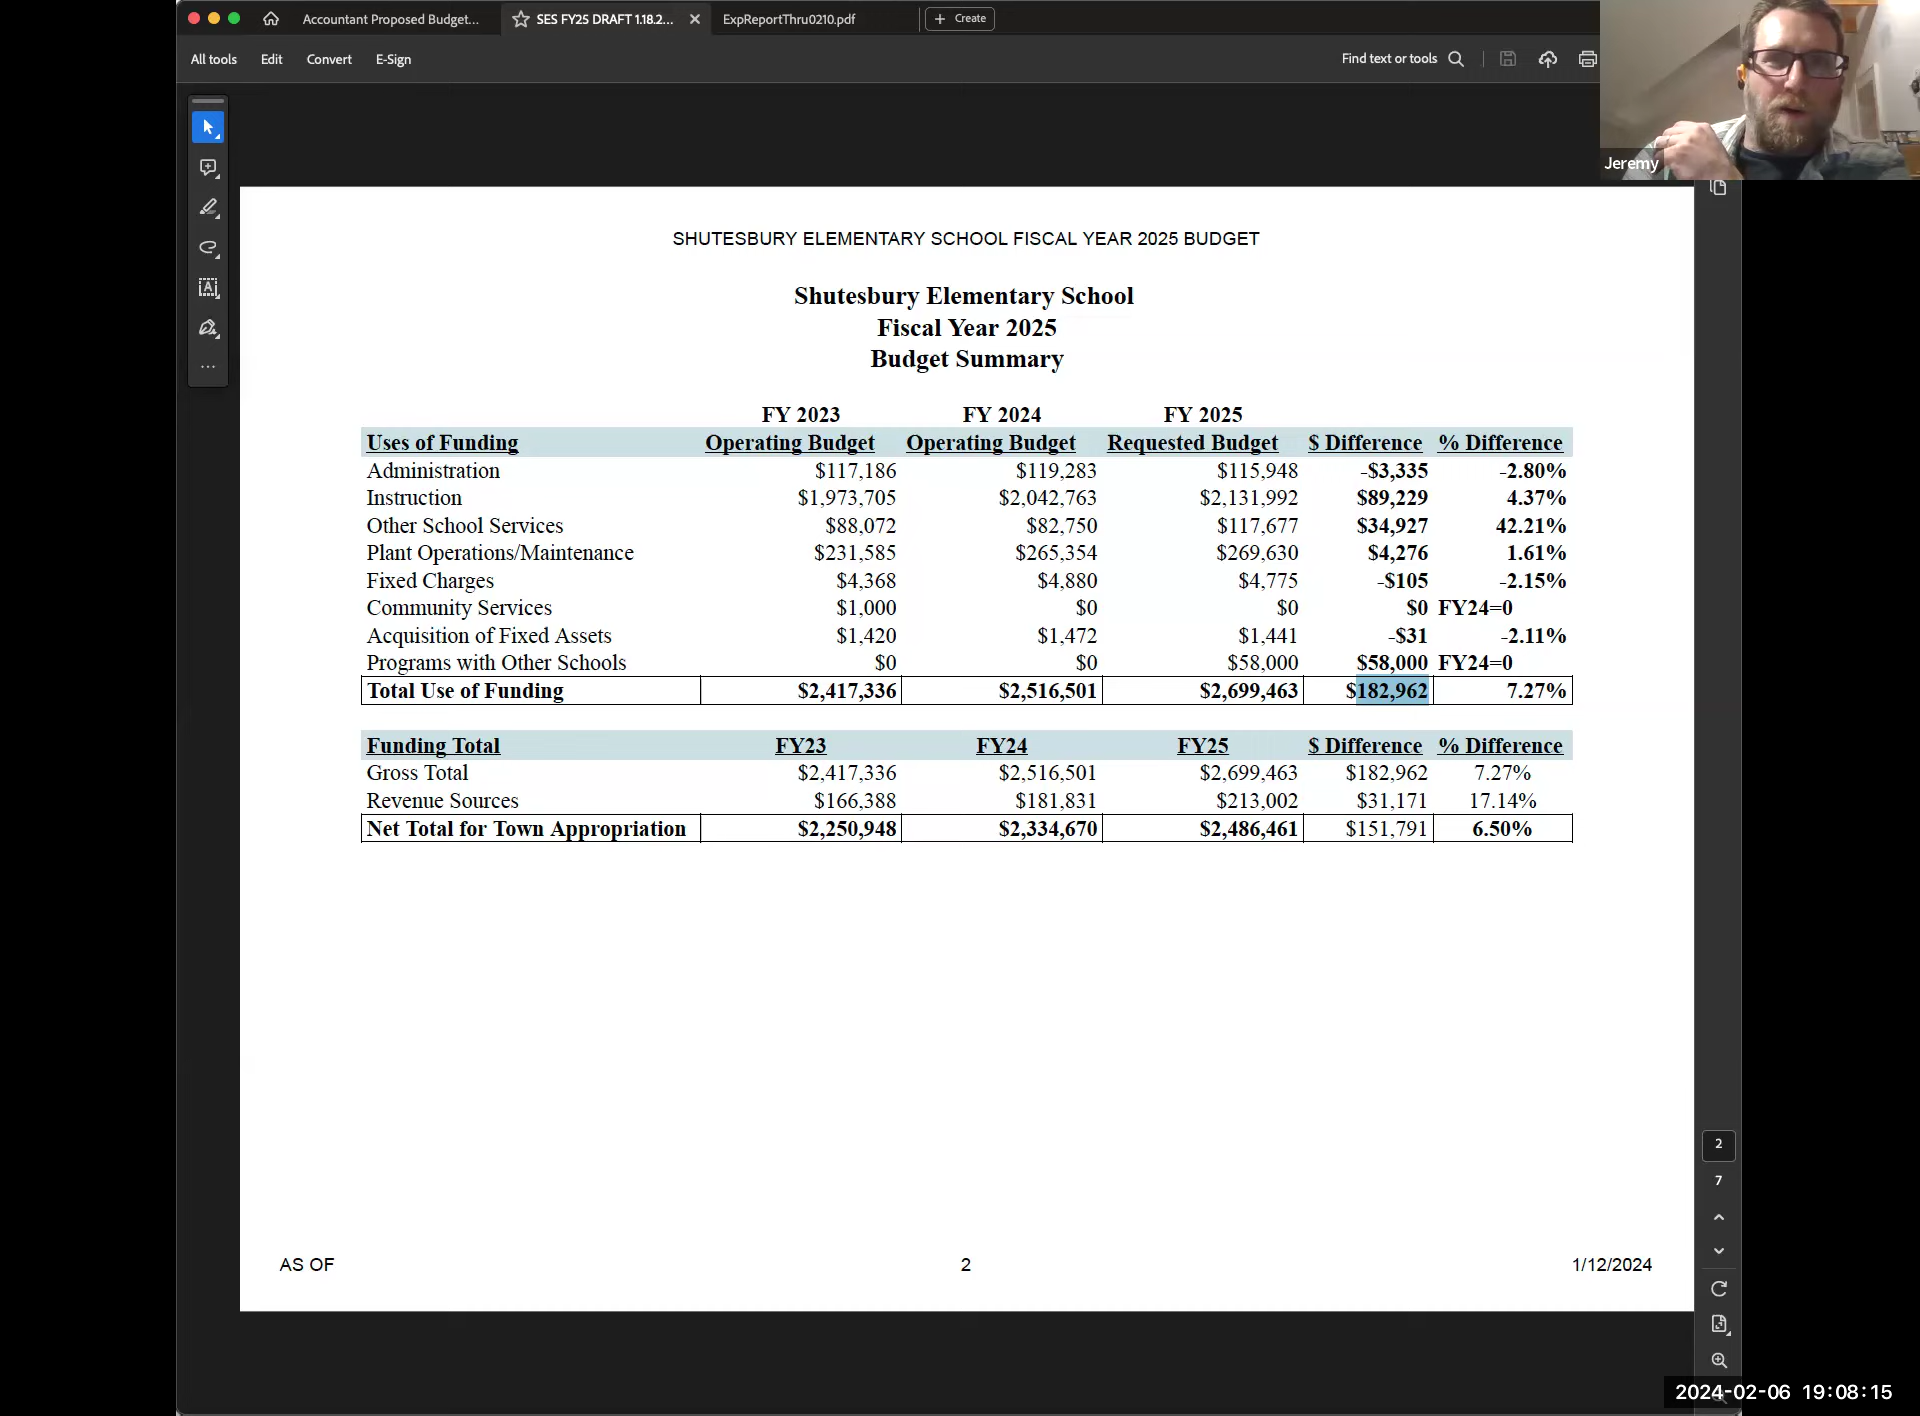 Accountant Proposed Budget...
SES FY25 DRAFT 1.18.2...
ExpReportThru0210.pdf
+ Create
All tools Edit Convert E-Sign
Find text or tools
Jeremy
SHUTESBURY ELEMENTARY SCHOOL FISCAL YEAR 2025 BUDGET
Shutesbury Elementary School
Fiscal Year 2025
Budget Summary
FY 2023 FY 2024 FY 2025
Uses of Funding Operating Budget Operating Budget Requested Budget $ Difference % Difference
Administration $117,186 $119,283 $115,948 -$3,335 -2.80%
Instruction $1,973,705 $2,042,763 $2,131,992 $89,229 4.37%
Other School Services $88,072 $82,750 $117,677 $34,927 42.21%
Plant Operations/Maintenance $231,585 $265,354 $269,630 $4,276 1.61%
Fixed Charges $4,368 $4,880 $4,775 -$105 -2.15%
Community Services $1,000 $0 $0 $0 FY24=0
Acquisition of Fixed Assets $1,420 $1,472 $1,441 -$31 -2.11%
Programs with Other Schools $0 $0 $58,000 $58,000 FY24=0
Total Use of Funding $2,417,336 $2,516,501 $2,699,463 $182,962 7.27%
Funding Total FY23 FY24 FY25 $ Difference % Difference
Gross Total $2,417,336 $2,516,501 $2,699,463 $182,962 7.27%
Revenue Sources $166,388 $181,831 $213,002 $31,171 17.14%
Net Total for Town Appropriation $2,250,948 $2,334,670 $2,486,461 $151,791 6.50%
2
7
AS OF 2 1/12/2024
2024-02-06 19:08:15